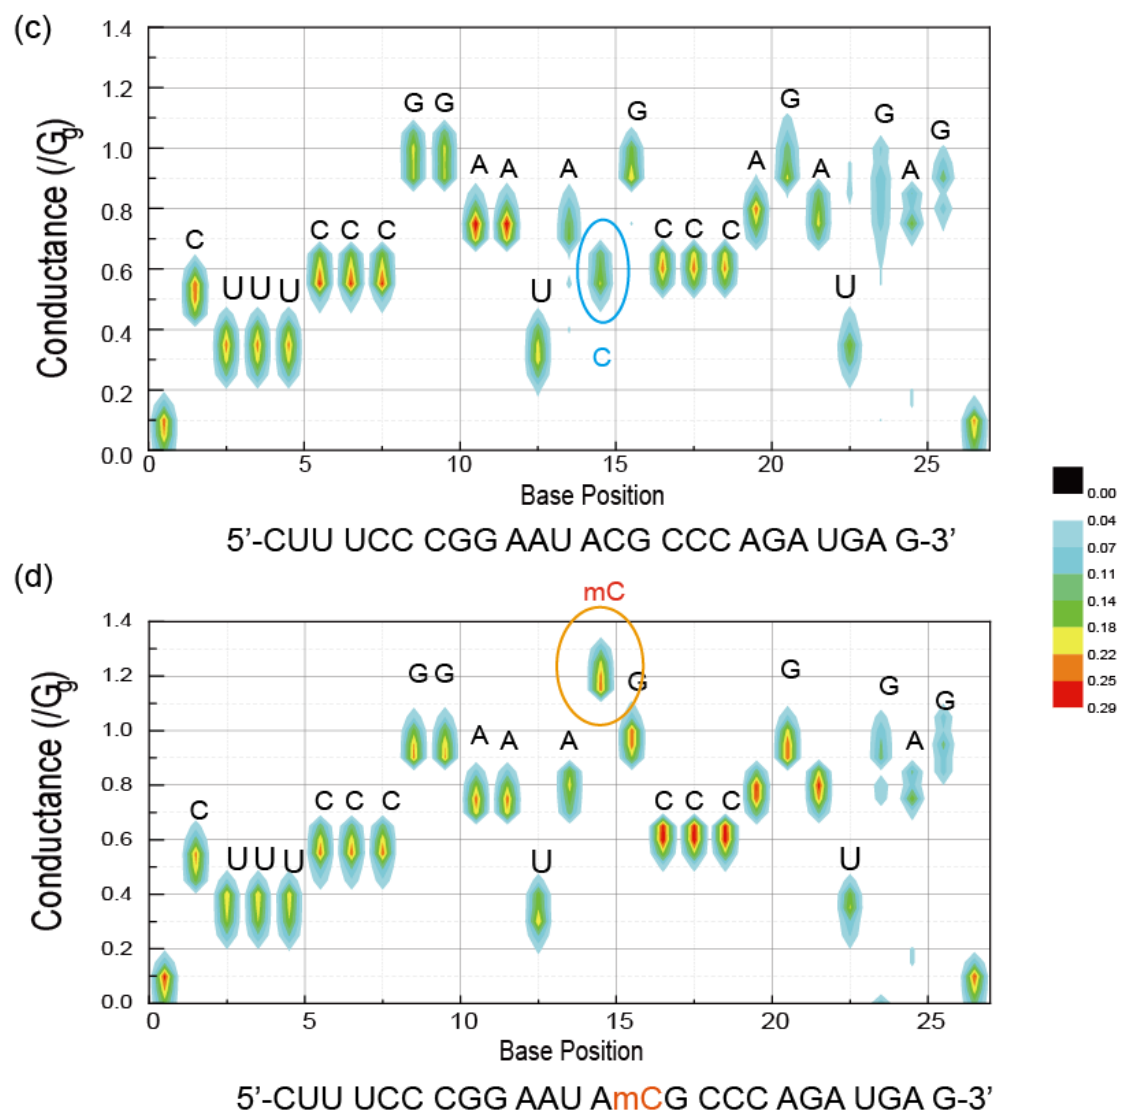 (c)
Conductance (/Gg)
1.4
1.2
1.0
0.8
0.6
0.4
0.2
0.0
C
U U U
C C C
G G
A A
U
A
C
G
C C C
A
G
A
U
G
A
G
0 5 10 15 20 25
Base Position
5’-CUU UCC CGG AAU ACG CCC AGA UGA G-3’
0.00
0.04
0.07
0.11
0.14
0.18
0.22
0.25
0.29
(d)
Conductance (/Gg)
1.4
1.2
1.0
0.8
0.6
0.4
0.2
0.0
C
U U U
C C C
G G
A A
U
A
mC
G
C C C
G
U
G
A
G
0 5 10 15 20 25
Base Position
5’-CUU UCC CGG AAU AmCG CCC AGA UGA G-3’